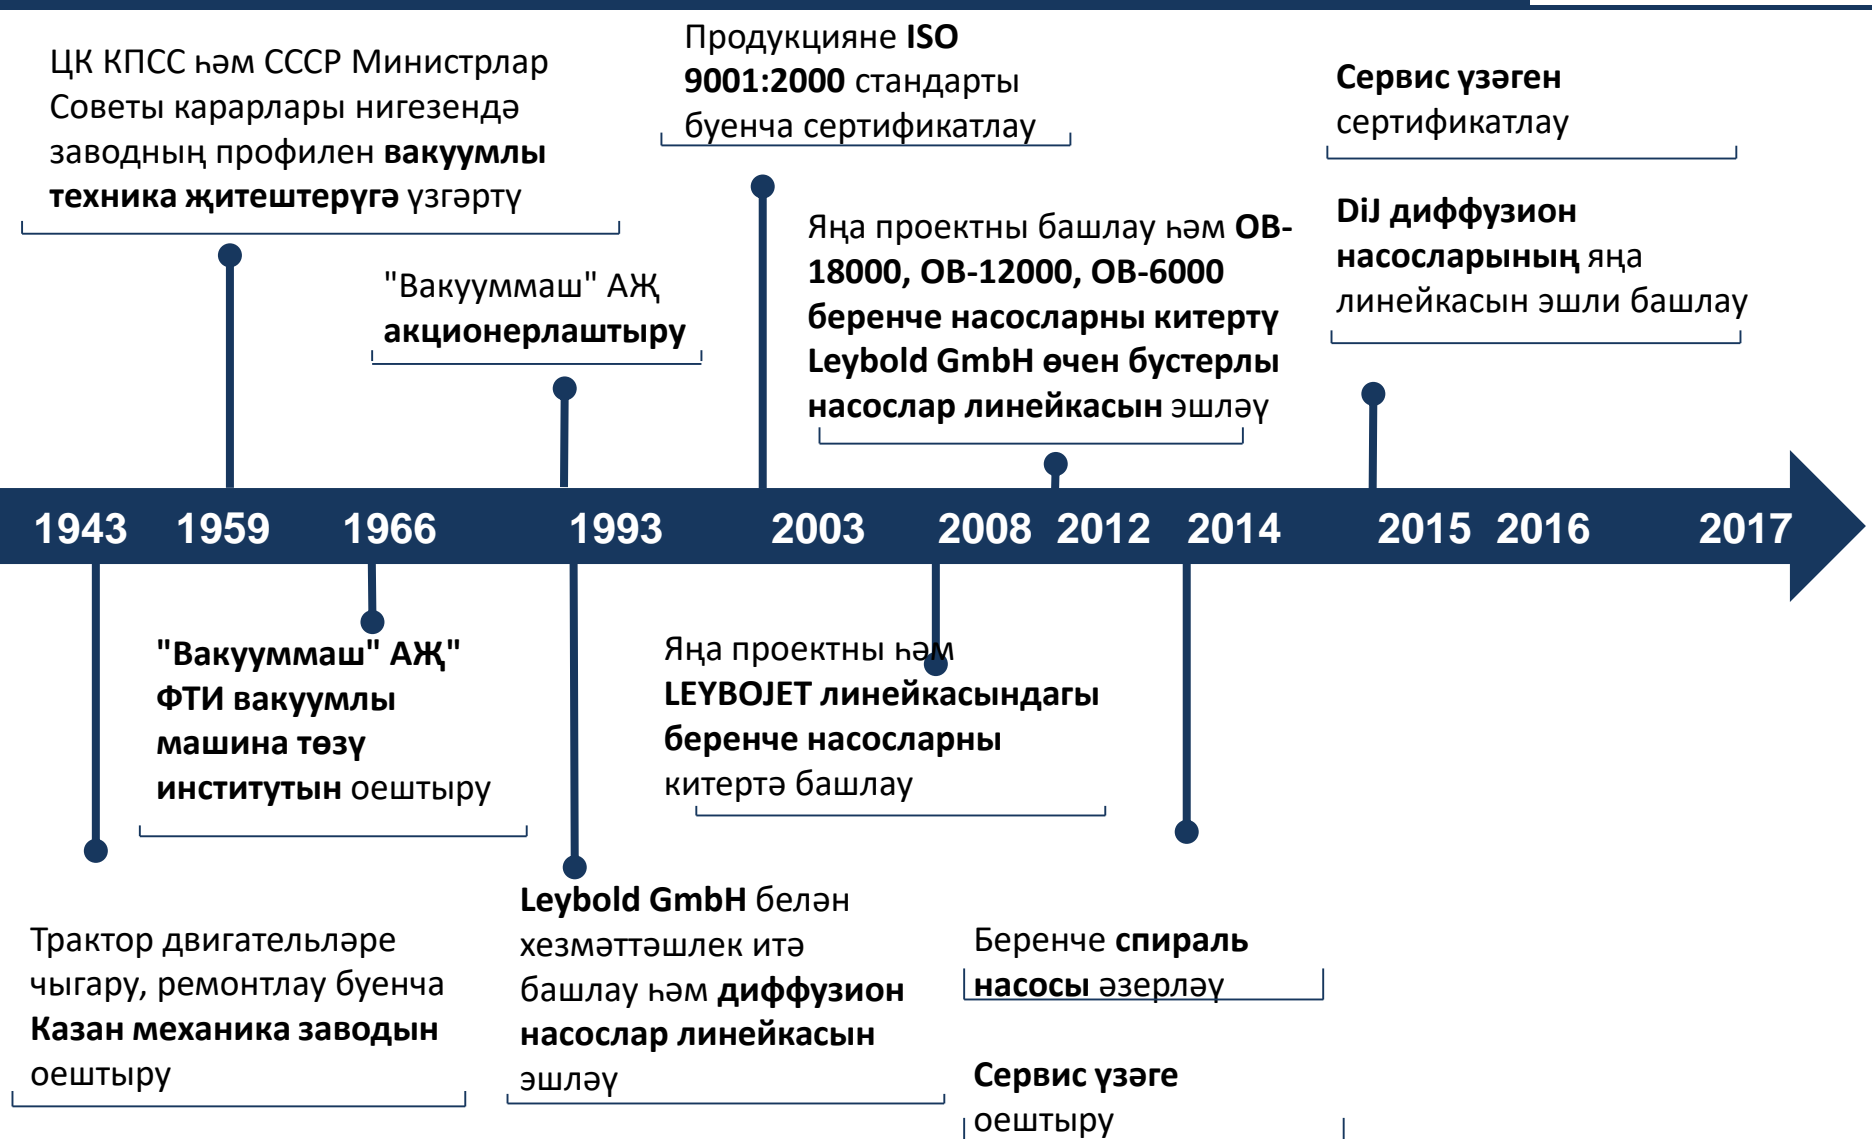 ЦК КПСС һәм СССР Министрлар
Советы карарлары нигезендә
заводның профилен вакуумлы
техника җитештерүгә үзгәртү
"Вакууммаш" АҖ
акционерлаштыру
Продукцияне ISO
9001:2000 стандарты
буенча сертификатлау
Яңа проектны башлау һәм ОВ-
18000, ОВ-12000, ОВ-6000
беренче насосларны китертү
Leybold GmbH өчен бустерлы
насослар линейкасын эшләү
Сервис үзәген
сертификатлау
DiJ диффузион
насосларының яңа
линейкасын эшли башлау
1943 1959 1966 1993 2003 2008 2012 2014 2015 2016 2017
Трактор двигательләре
чыгару, ремонтлау буенча
Казан механика заводын
оештыру
"Вакууммаш" АҖ"
ФТИ вакуумлы
машина төзү
институтын оештыру
Leybold GmbH белән
хезмәттәшлек итә
башлау һәм диффузион
насослар линейкасын
эшләү
Яңа проектны һәм
LEYBOJET линейкасындагы
беренче насосларны
китертә башлау
Беренче спираль
насосы әзерләү
Сервис үзәге
оештыру